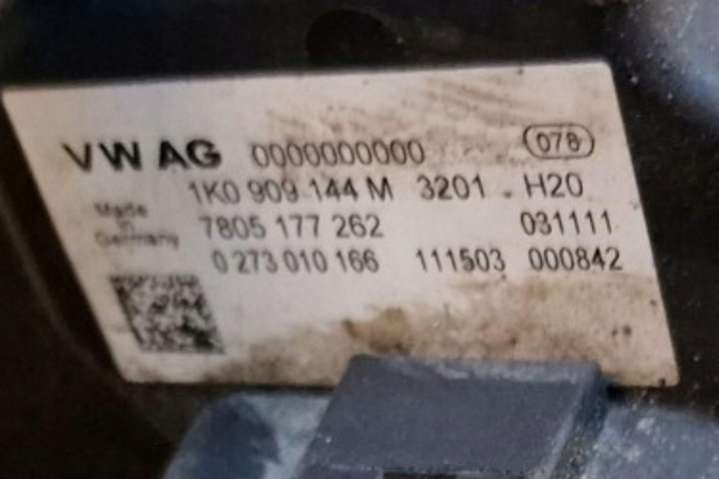 VW AG 0000000000 078
1K0 909 144 M 3201 H20
Made in Germany
7805 177 262 031111
0 273 010 166 111503 000842